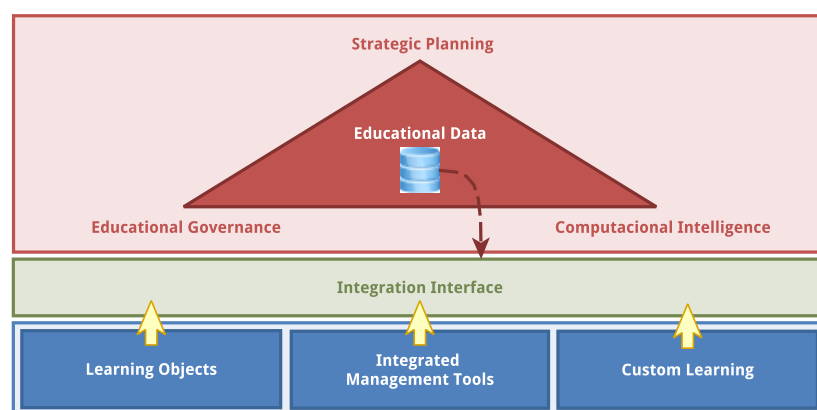 Strategic Planning
Educational Data
Educational Governance
Computacional Intelligence
Integration Interface
Learning Objects
Integrated
Management Tools
Custom Learning